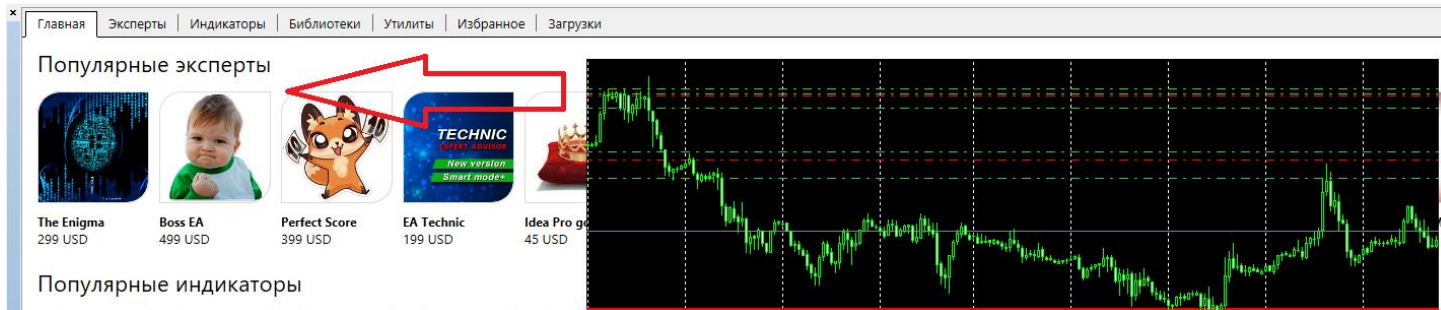 Главная Эксперты Индикаторы Библиотеки Утилиты Избранное Загрузки
Популярные эксперты
TECHNIC
EXPERT ADVISOR
New version
Smart mode+
The Enigma Boss EA Perfect Score EA Technic Idea Pro
299 USD 499 USD 399 USD 199 USD 45 USD
Популярные индикаторы